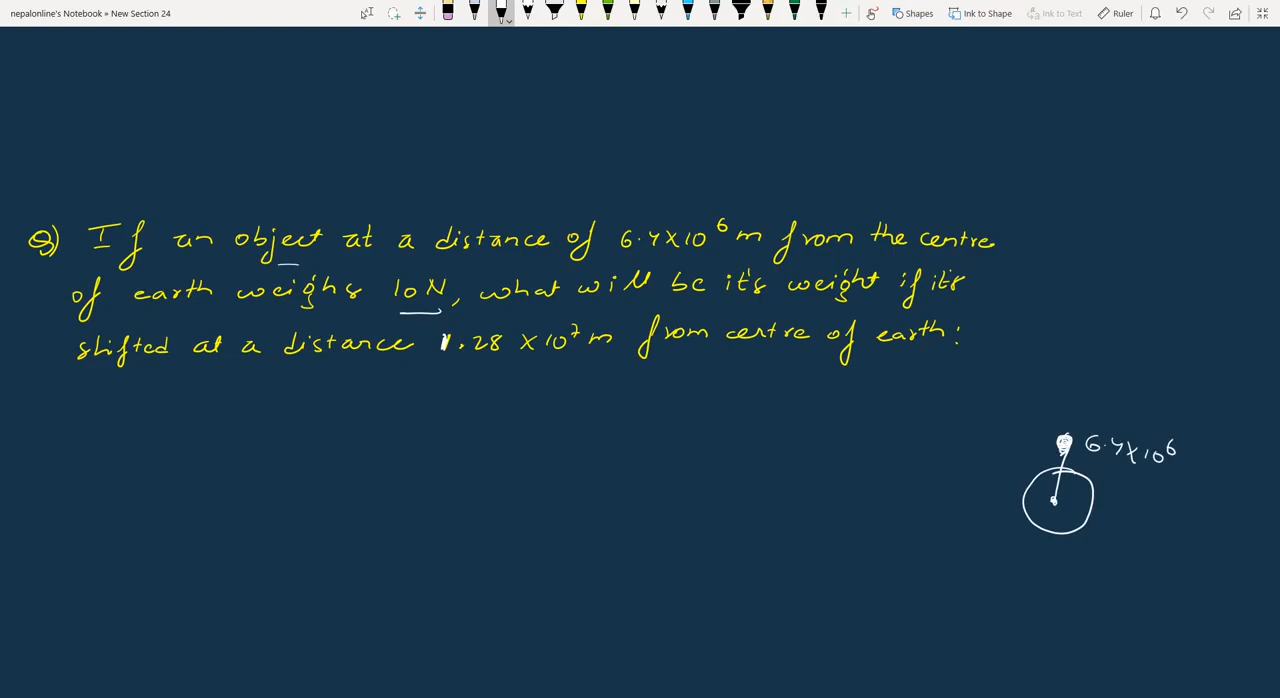 nepalonline's Notebook » New Section 24
Shapes Ink to Shape Ink to Text Ruler
Q) If an object at a distance of 6.4×10⁶ m from the centre
of earth weighs 10N, what will be it's weight if it's
shifted at a distance 1.28 × 10⁷ m from centre of earth:
6.4×10⁶